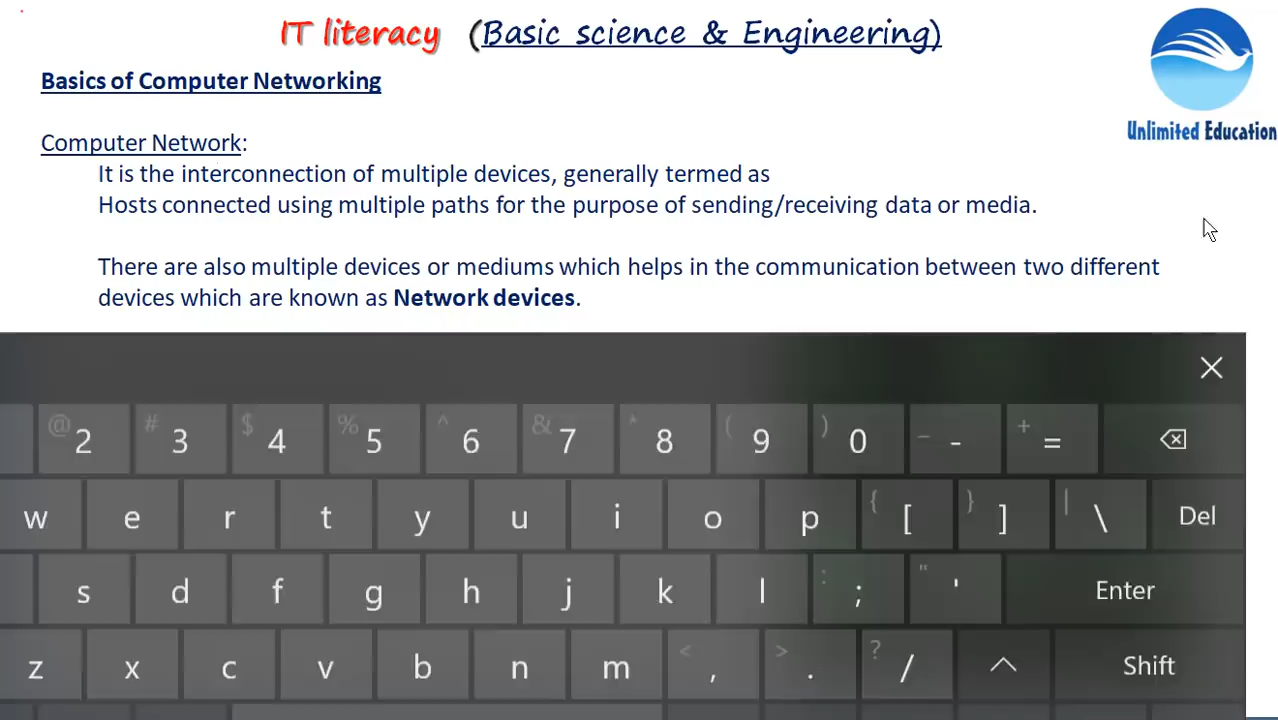 IT literacy (Basic science & Engineering)
Unlimited Education
Basics of Computer Networking
Computer Network:
It is the interconnection of multiple devices, generally termed as
Hosts connected using multiple paths for the purpose of sending/receiving data or media.
There are also multiple devices or mediums which helps in the communication between two different
devices which are known as Network devices.
@ 2 # 3 $ 4 % 5 ^ 6 & 7 * 8 ( 9 ) 0 _ - + =
w e r t y u i o p { [ } ] | \ Del
s d f g h j k l : ; " ' Enter
z x c v b n m < , > . ? / Shift